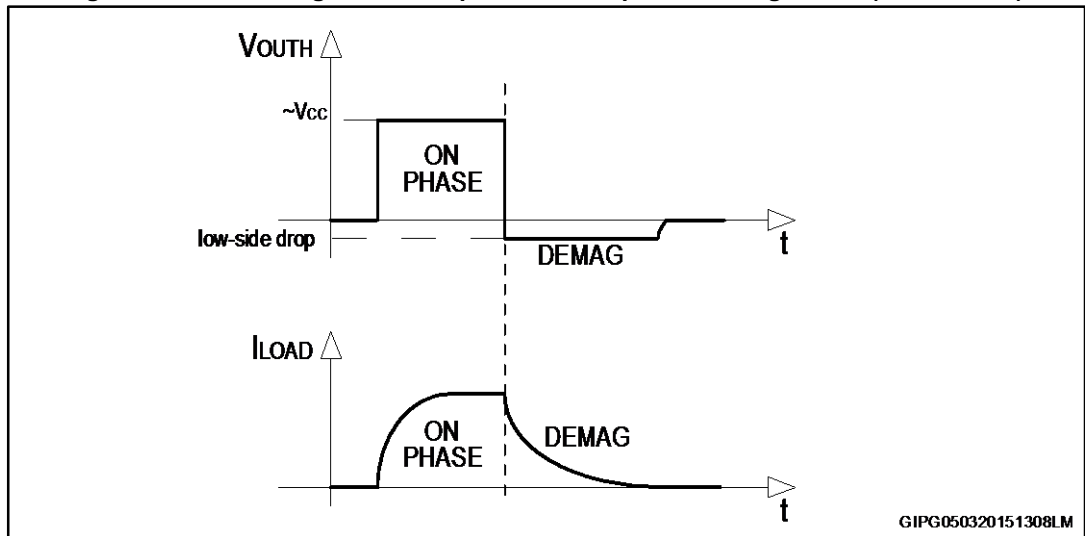 VOUTH
~Vcc
ON
PHASE
low-side drop
DEMAG
t
ILOAD
ON
PHASE
DEMAG
t
GIPG050320151308LM